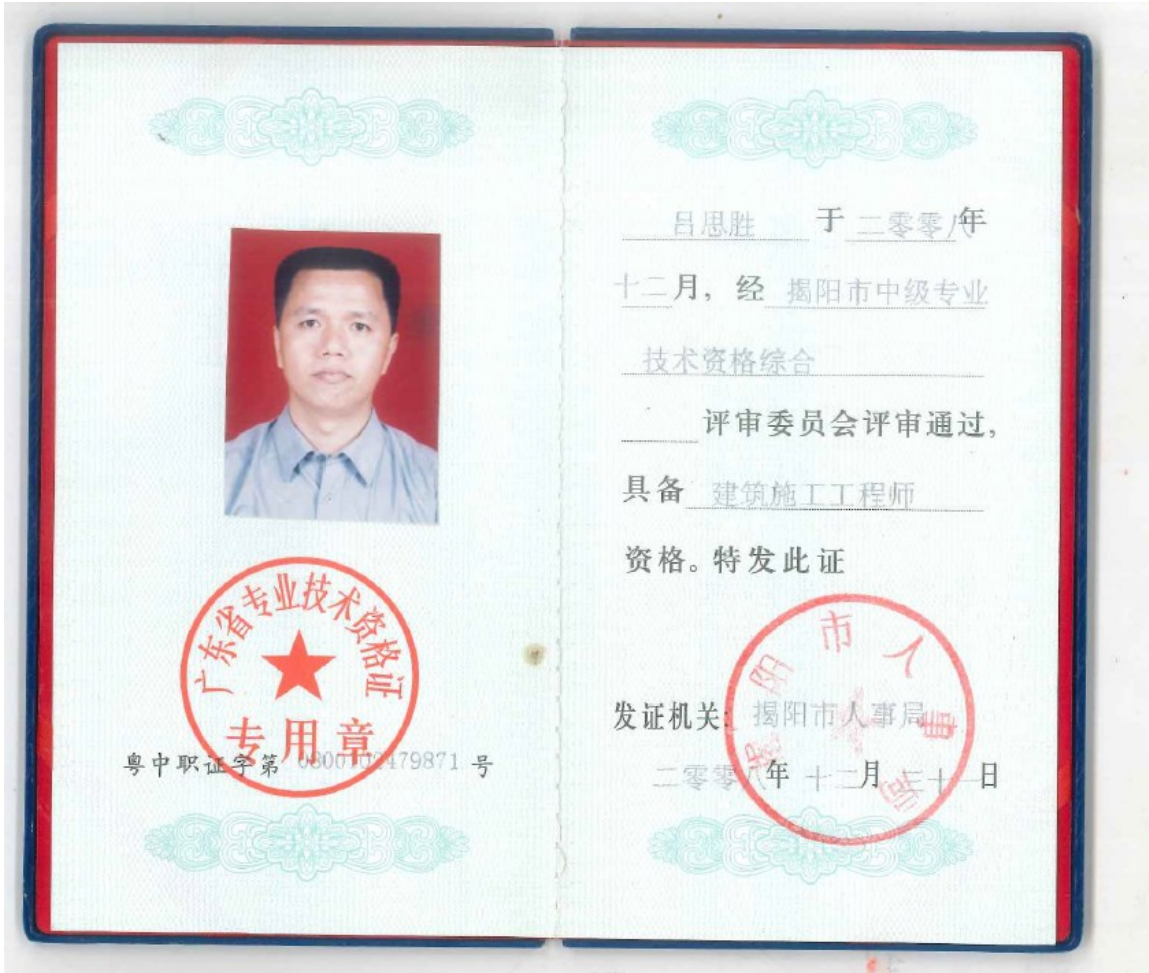 广东省专业技术资格证
专用章
粤中职证字第 0800102479871 号
吕思胜 于 二零零八年
十二月，经 揭阳市中级专业
技术资格综合
评审委员会评审通过，
具备 建筑施工工程师
资格。特发此证
揭阳市人事局
发证机关：揭阳市人事局
二零零八年 十二月 三十一日